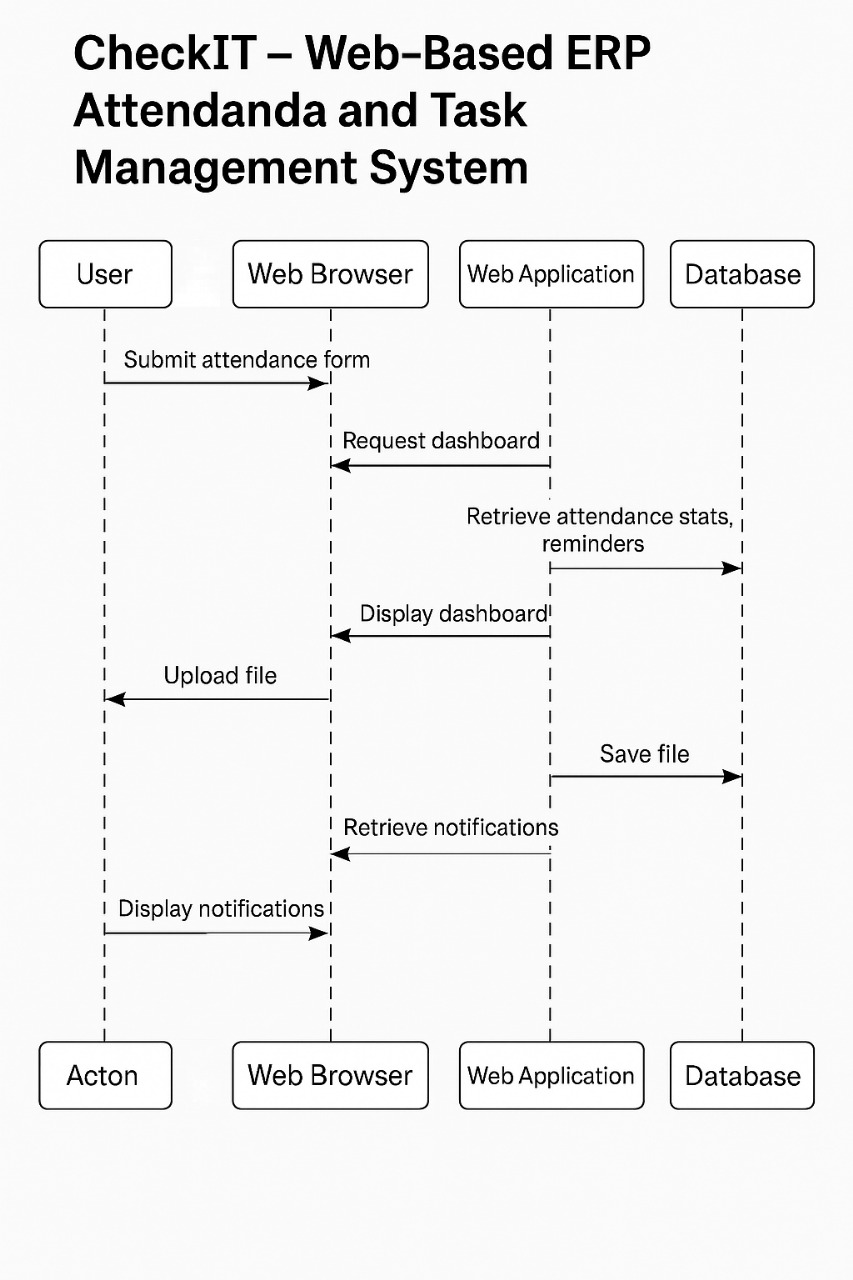 CheckIT – Web-Based ERP
Attendanda and Task
Management System
User
Web Browser
Web Application
Database
Submit attendance form
Request dashboard
Retrieve attendance stats,
reminders
Display dashboard
Upload file
Save file
Retrieve notifications
Display notifications
Acton
Web Browser
Web Application
Database